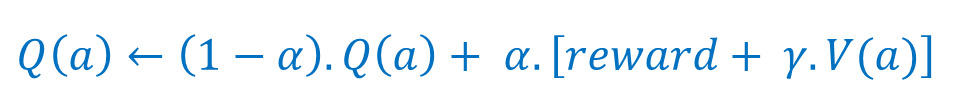 Q(a) ← (1 − α). Q(a) + α. [reward + γ. V(a)]